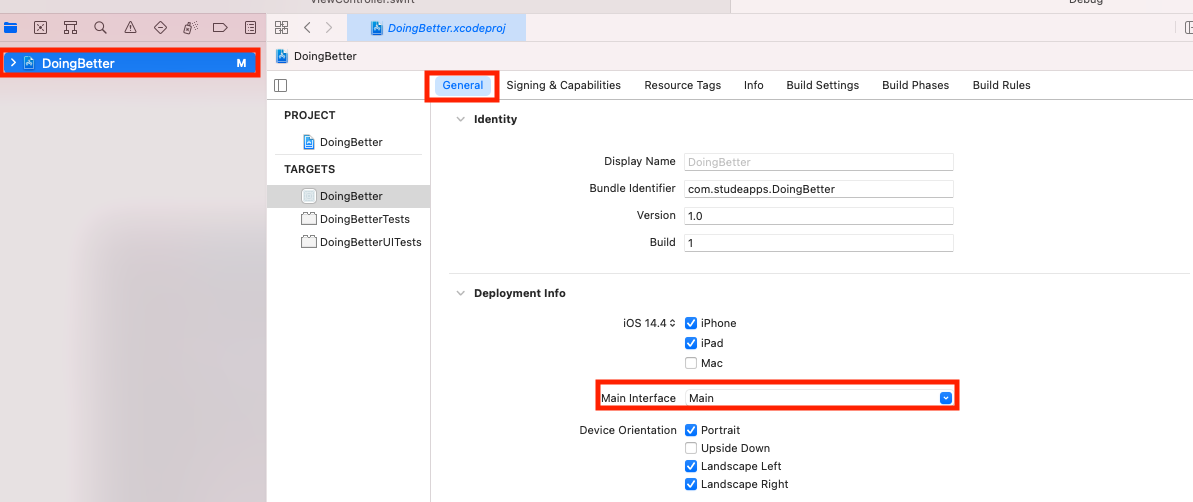 ViewController.swift
Debug
DoingBetter M
DoingBetter.xcodeproj
DoingBetter
General Signing & Capabilities Resource Tags Info Build Settings Build Phases Build Rules
PROJECT
DoingBetter
TARGETS
DoingBetter
DoingBetterTests
DoingBetterUITests
Identity
Display Name DoingBetter
Bundle Identifier com.studeapps.DoingBetter
Version 1.0
Build 1
Deployment Info
iOS 14.4 iPhone
iPad
Mac
Main Interface Main
Device Orientation Portrait
Upside Down
Landscape Left
Landscape Right